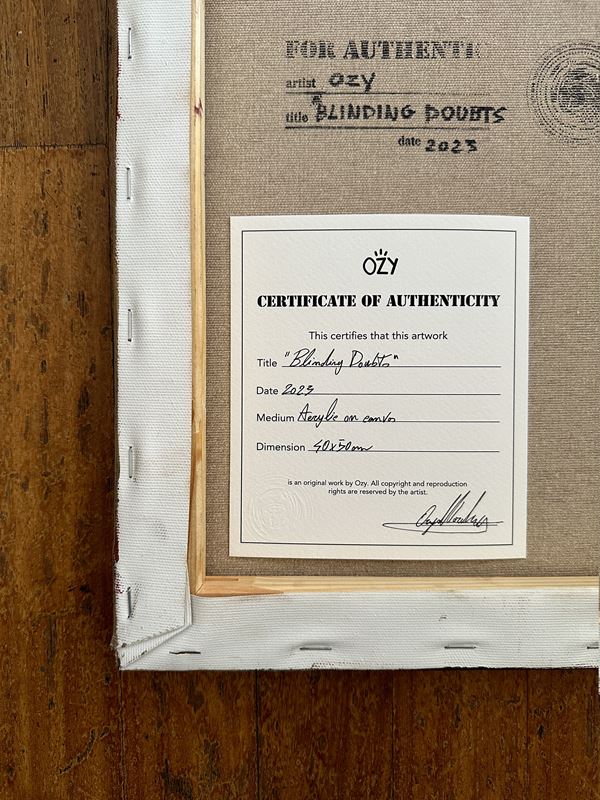 FOR AUTHENTI
artist OZY
title BLINDING DOUBTS
date 2023
OZY
CERTIFICATE OF AUTHENTICITY
This certifies that this artwork
Title "Blinding Doubts"
Date 2023
Medium Acrylic on canvas
Dimension 40x50cm
is an original work by Ozy. All copyright and reproduction
rights are reserved by the artist.